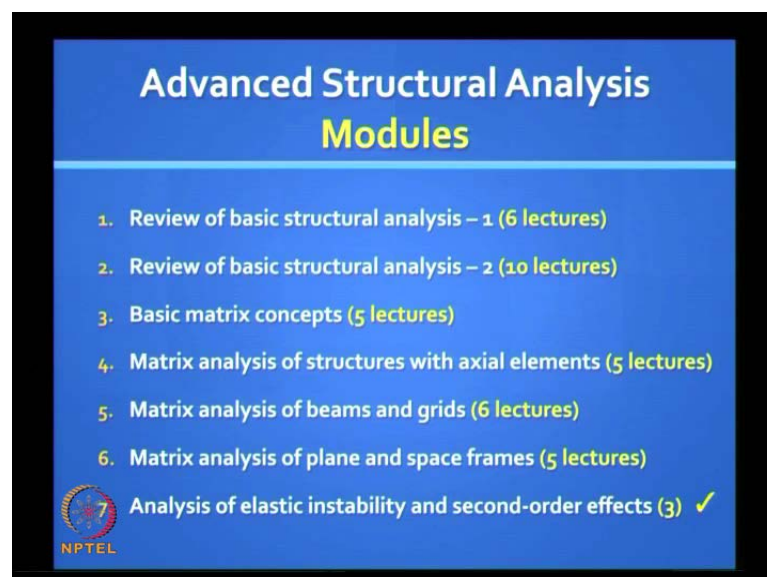 Advanced Structural Analysis
Modules
1. Review of basic structural analysis – 1 (6 lectures)
2. Review of basic structural analysis – 2 (10 lectures)
3. Basic matrix concepts (5 lectures)
4. Matrix analysis of structures with axial elements (5 lectures)
5. Matrix analysis of beams and grids (6 lectures)
6. Matrix analysis of plane and space frames (5 lectures)
7 Analysis of elastic instability and second-order effects (3) ✓
NPTEL